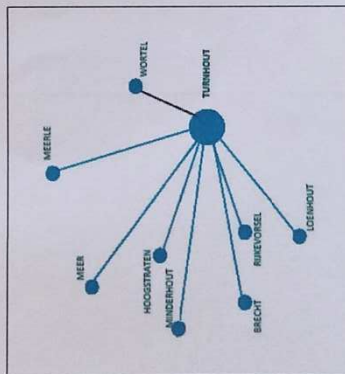 WORTEL
TURNHOUT
MEERLE
MEER
HOOGSTRATEN
MINDERHOUT
RIJKEVORSEL
LOENHOUT
BRECHT